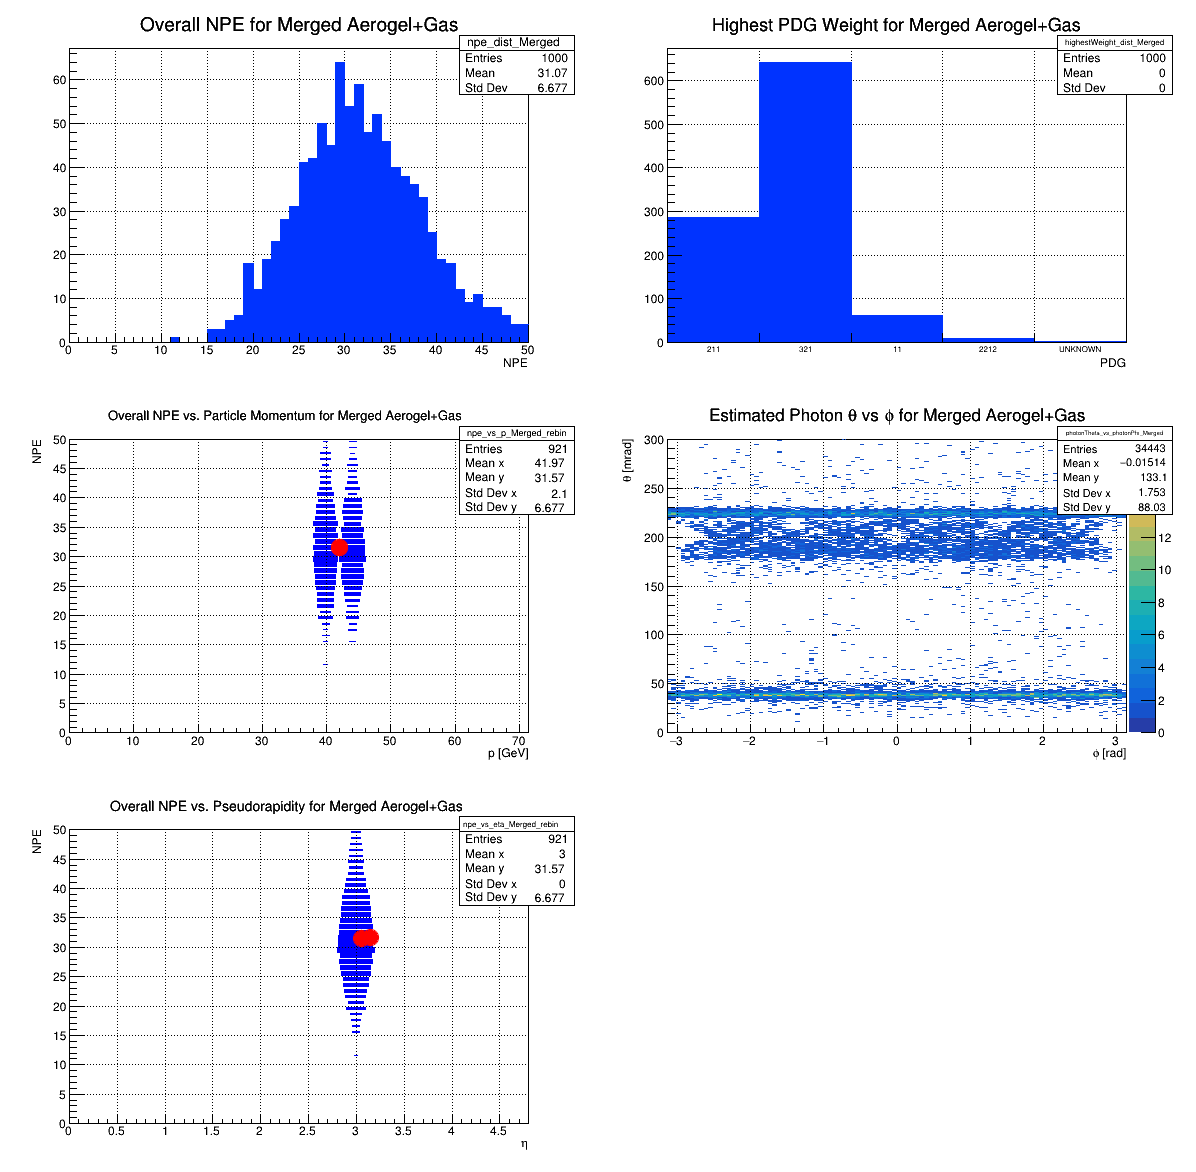 Overall NPE for Merged Aerogel+Gas
npe_dist_Merged
Entries 1000
Mean 31.07
Std Dev 6.677
60
50
40
30
20
10
0
0 5 10 15 20 25 30 35 40 45 50
NPE
Highest PDG Weight for Merged Aerogel+Gas
highestWeight_dist_Merged
Entries 1000
Mean 0
Std Dev 0
600
500
400
300
200
100
0
211 321 11 2212 UNKNOWN
PDG
Overall NPE vs. Particle Momentum for Merged Aerogel+Gas
npe_vs_p_Merged_rebin
Entries 921
Mean x 41.97
Mean y 31.57
Std Dev x 2.1
Std Dev y 6.677
NPE
50
45
40
35
30
25
20
15
10
5
0
0 10 20 30 40 50 60 70
p [GeV]
Estimated Photon θ vs ϕ for Merged Aerogel+Gas
photonTheta_vs_photonPhi_Merged
Entries 34443
Mean x −0.01514
Mean y 133.1
Std Dev x 1.753
Std Dev y 88.03
θ [mrad]
300
250
200
150
100
50
0
−3 −2 −1 0 1 2 3
ϕ [rad]
12
10
8
6
4
2
0
Overall NPE vs. Pseudorapidity for Merged Aerogel+Gas
npe_vs_eta_Merged_rebin
Entries 921
Mean x 3
Mean y 31.57
Std Dev x 0
Std Dev y 6.677
NPE
50
45
40
35
30
25
20
15
10
5
0
0 0.5 1 1.5 2 2.5 3 3.5 4 4.5
η